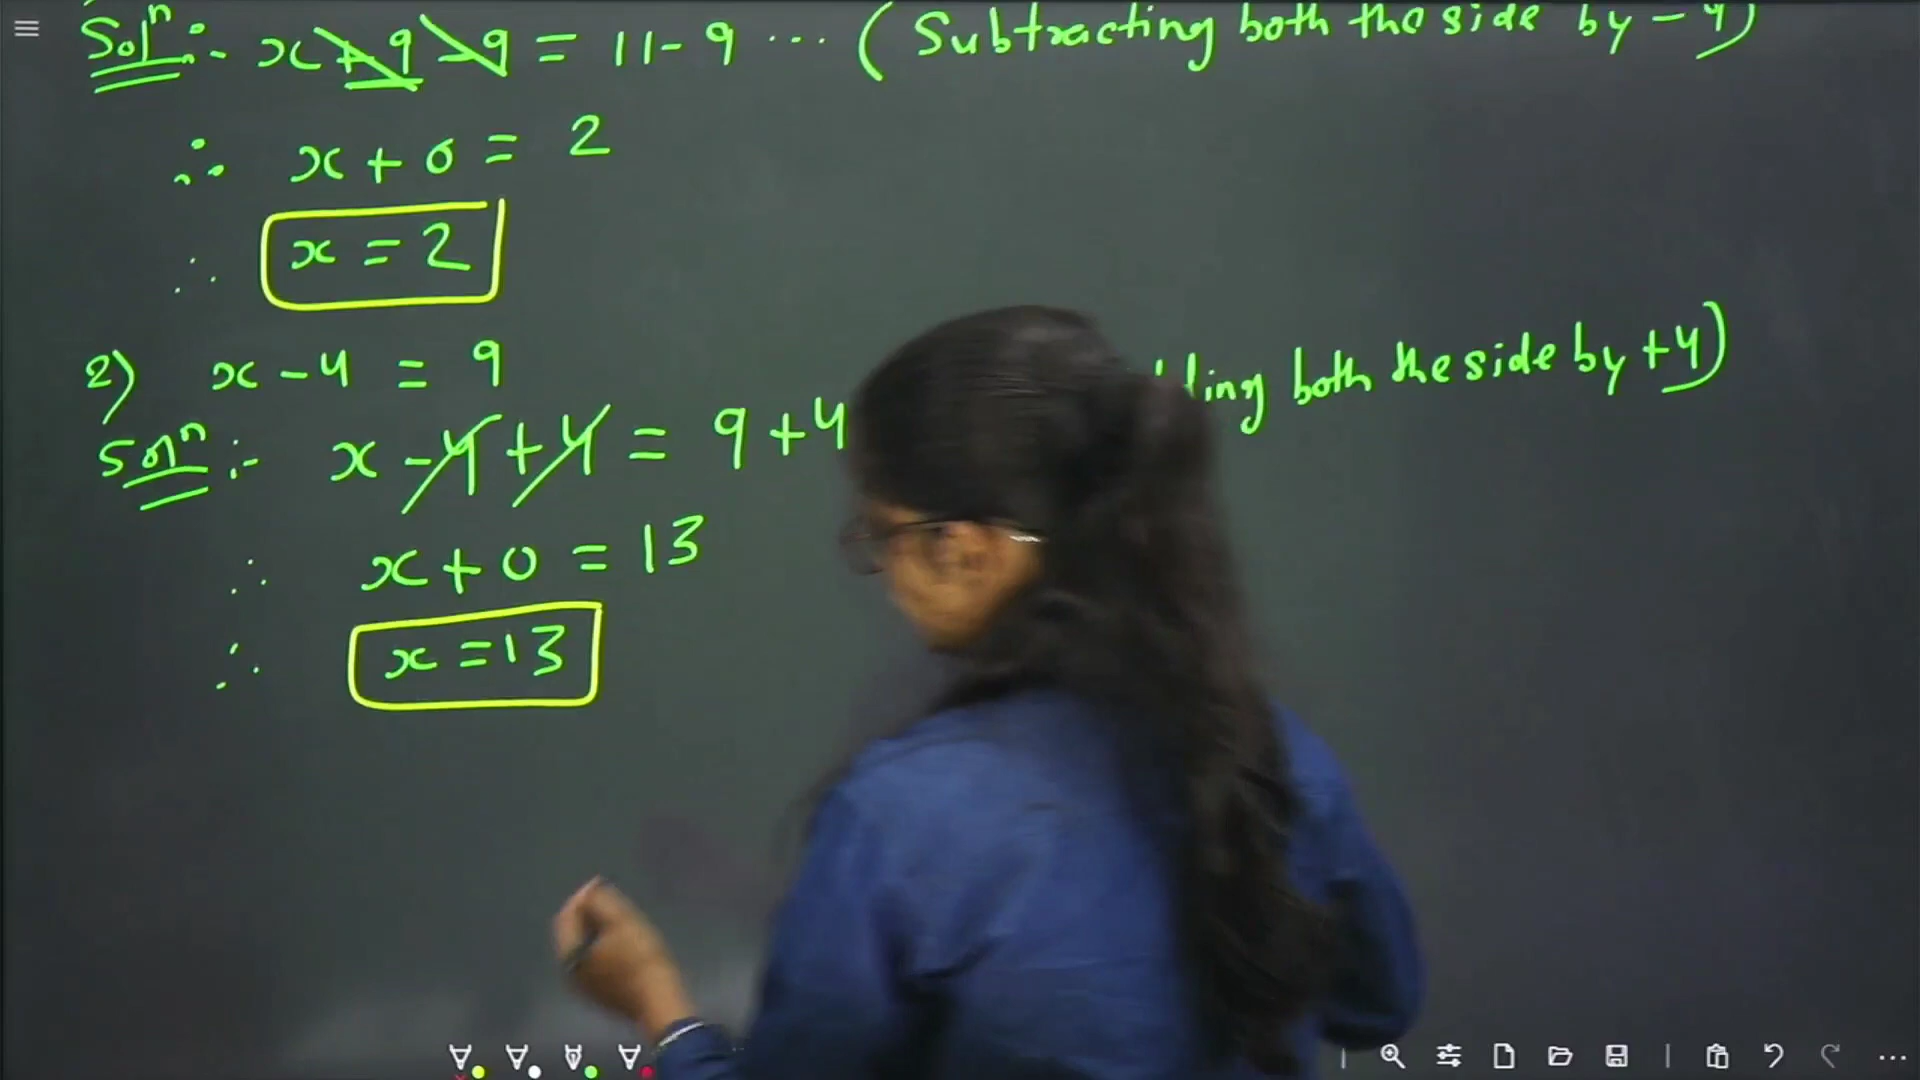 Solⁿ:- x+9-9 = 11-9 ... (Subtracting both the side by -9)
∴ x+0 = 2
∴ x = 2
2) x-4 = 9
Solⁿ:- x-4+4 = 9+4 both the side by +4)
∴ x+0 = 13
∴ x=13